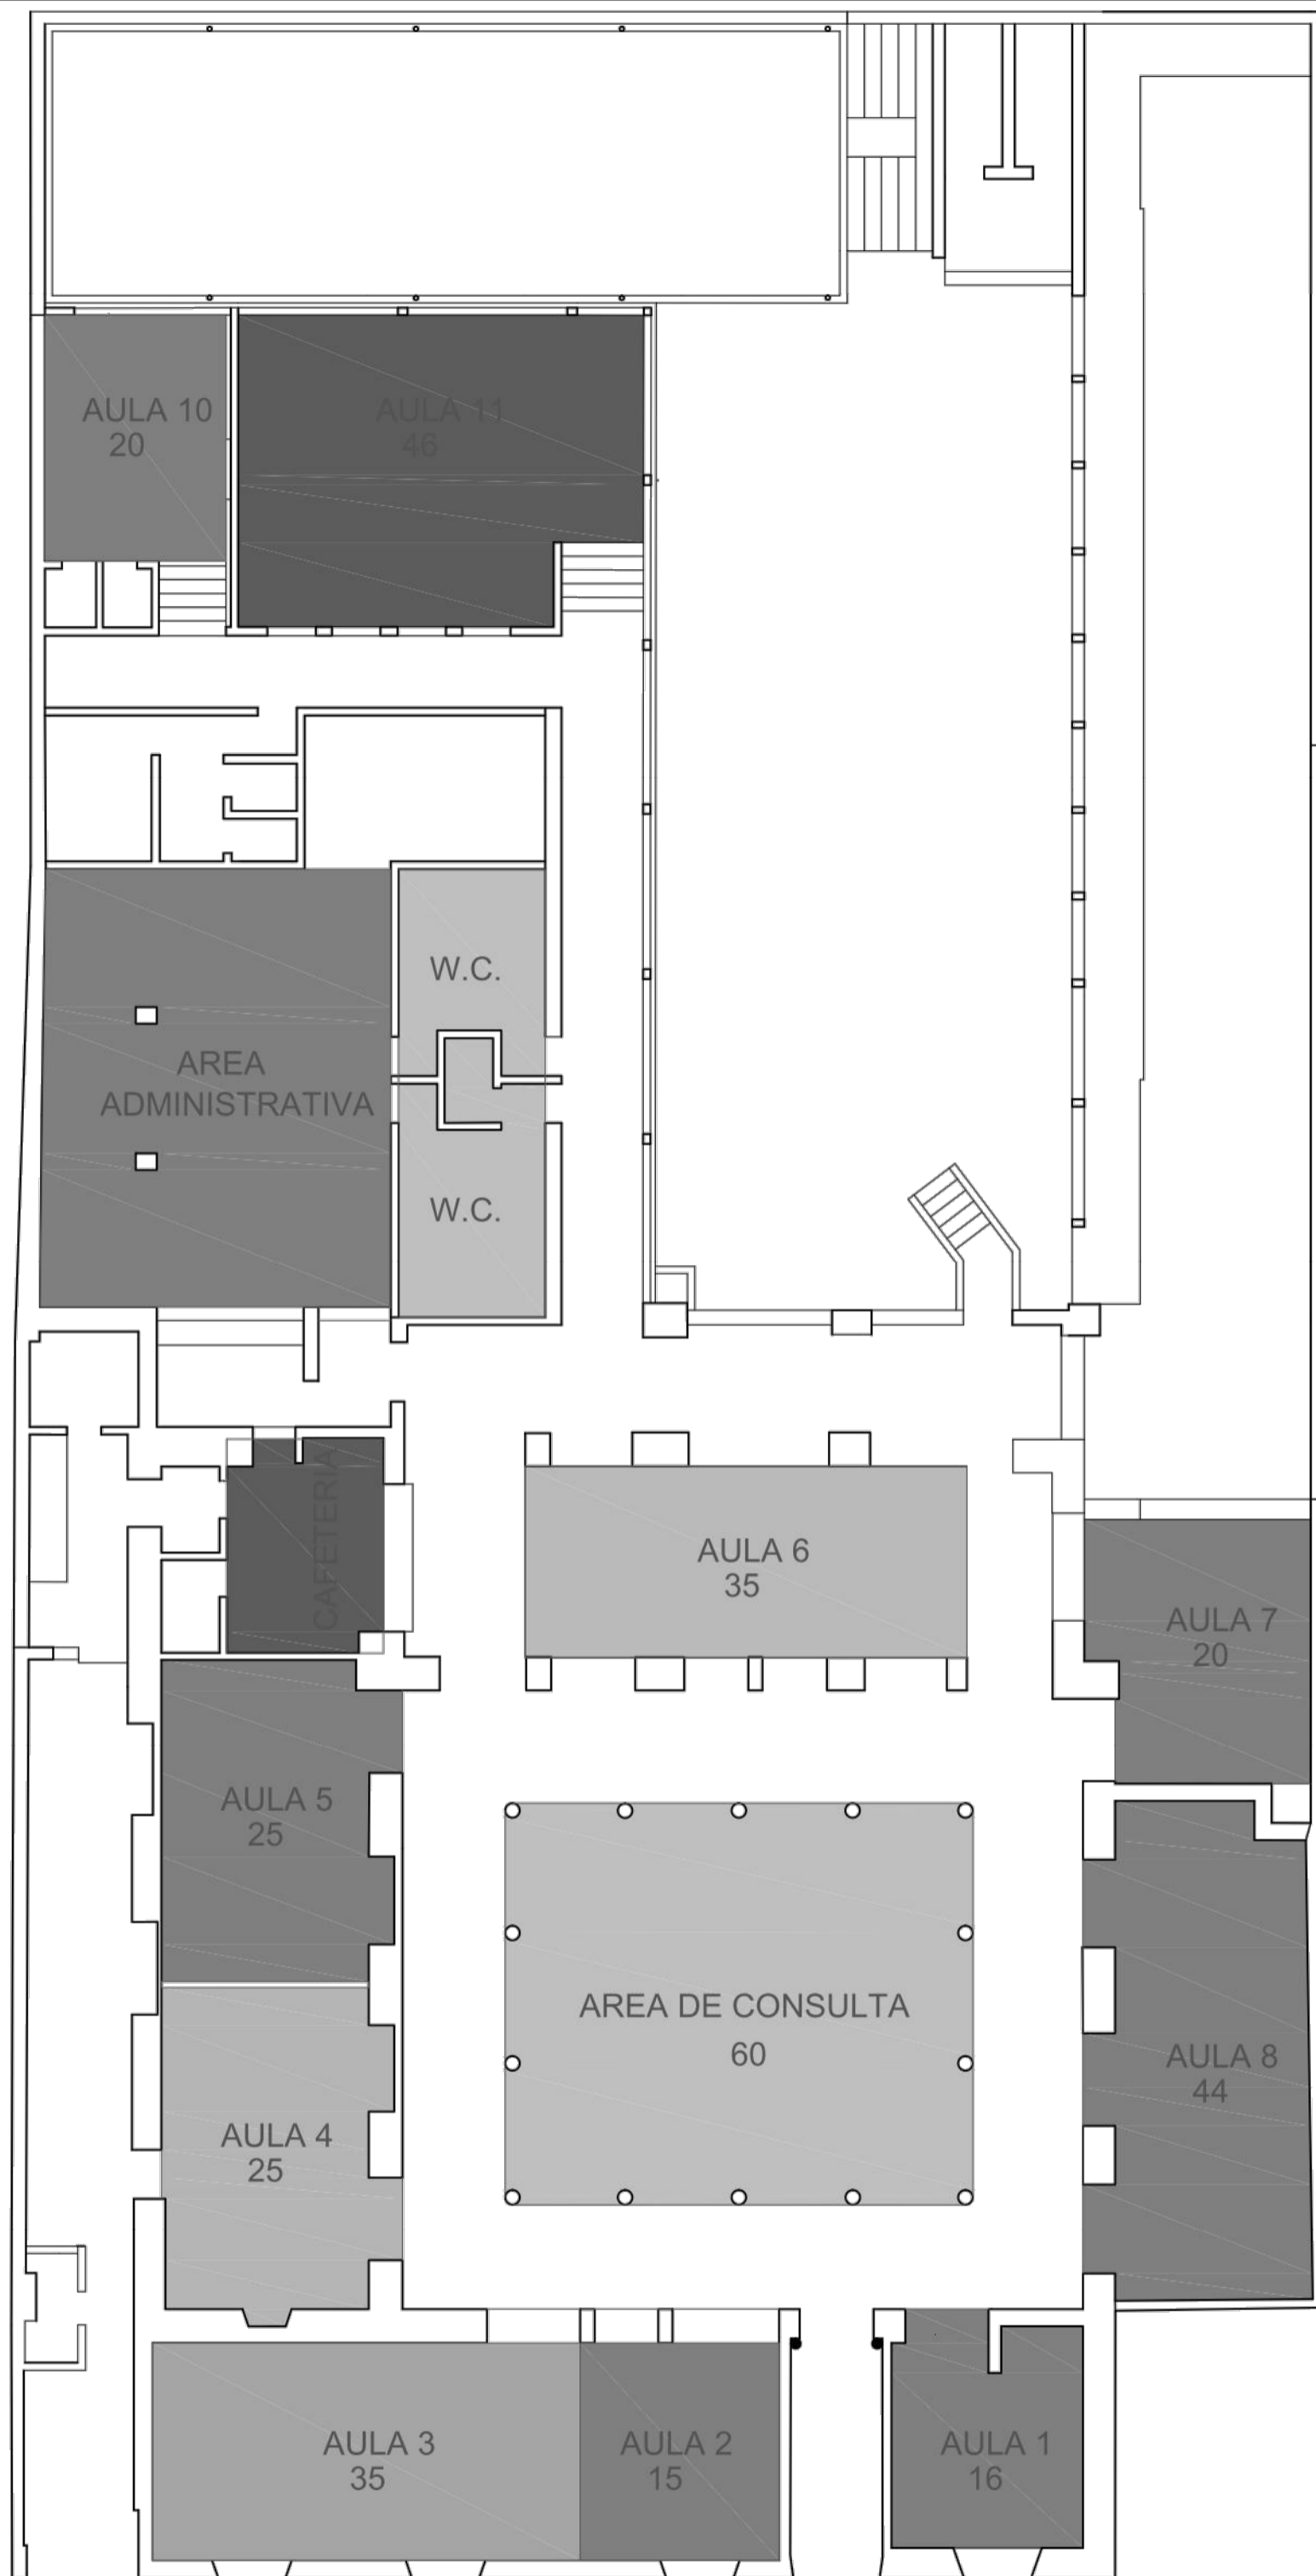 AULA 10
20
AULA 11
46
W.C.
AREA
ADMINISTRATIVA
W.C.
CAFETERIA
AULA 6
35
AULA 7
20
AULA 5
25
AREA DE CONSULTA
60
AULA 8
44
AULA 4
25
AULA 3
35
AULA 2
15
AULA 1
16